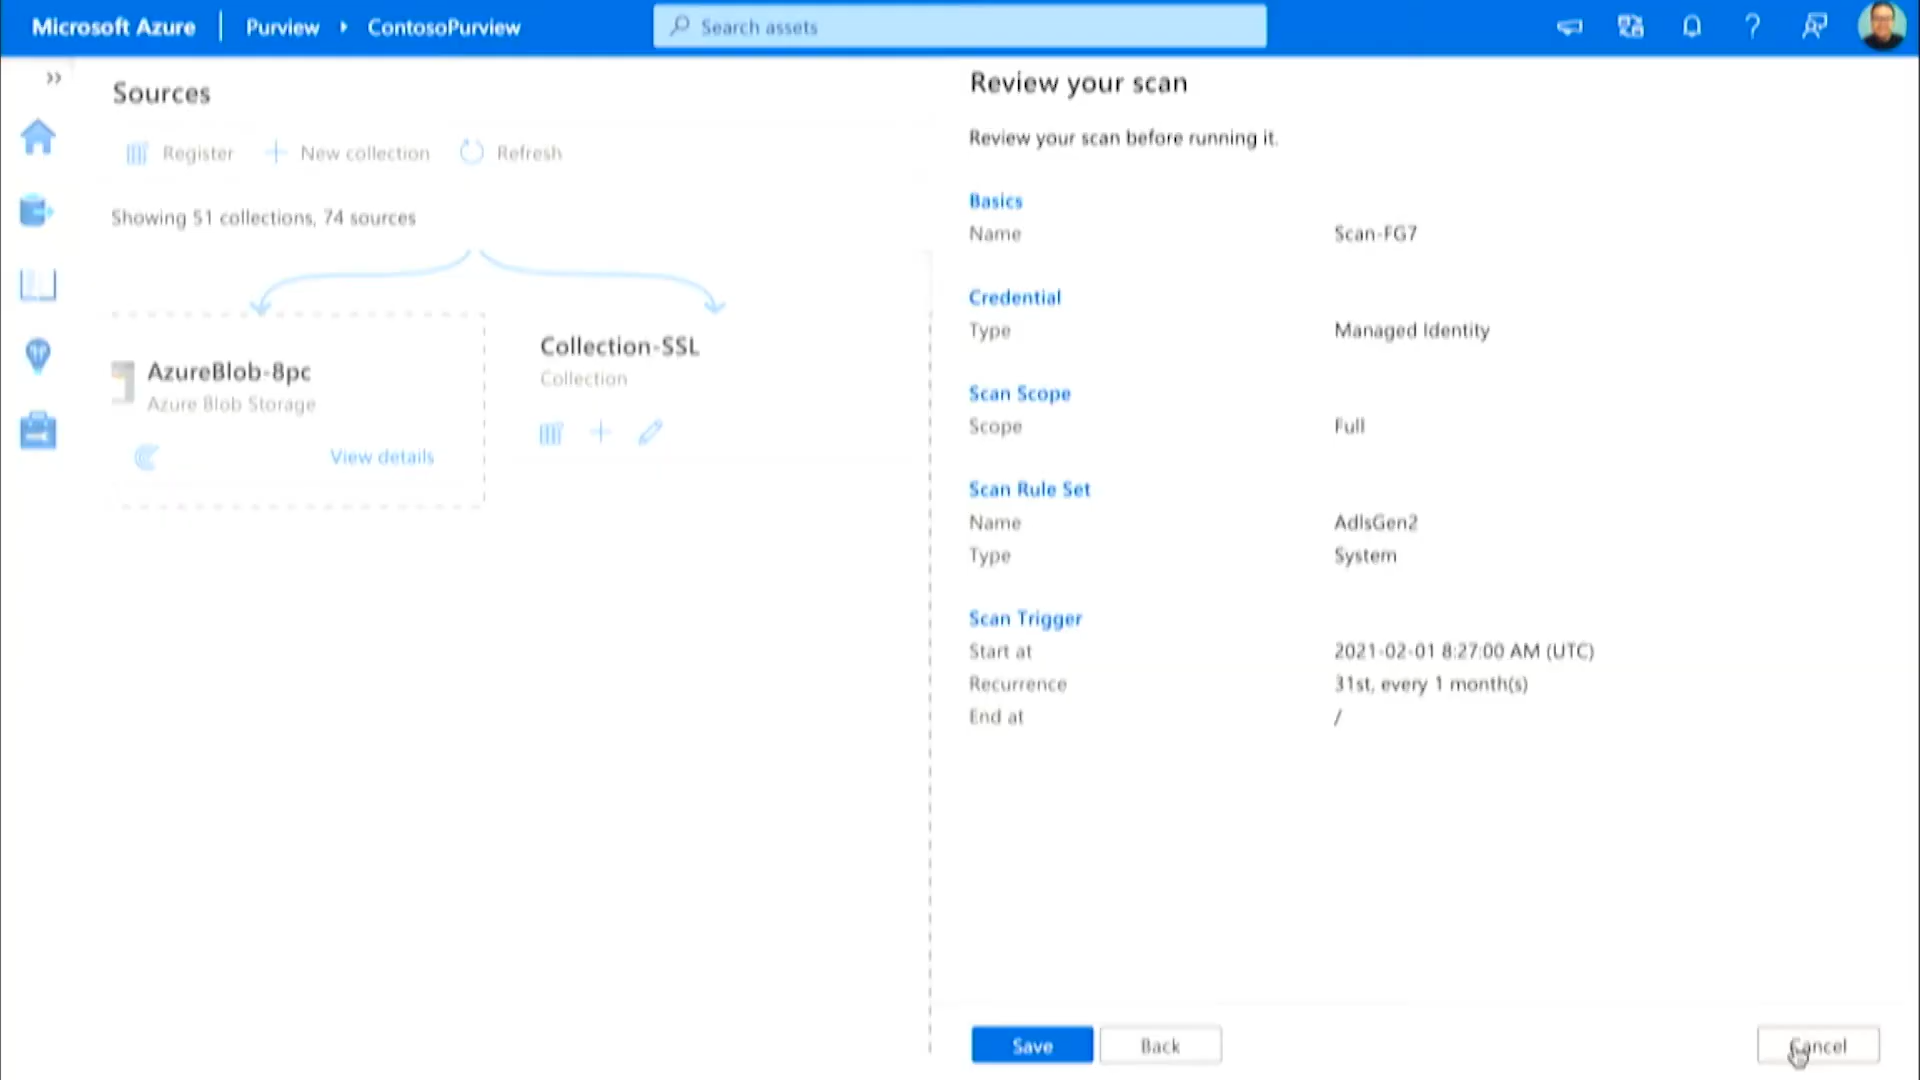 Microsoft Azure
Purview
ContosoPurview
Search assets
?
Sources
Register
New collection
Refresh
Showing 51 collections, 74 sources
AzureBlob-8pc
Azure Blob Storage
View details
Collection-SSL
Collection
Review your scan
Review your scan before running it.
Basics
Name Scan-FG7
Credential
Type Managed Identity
Scan Scope
Scope Full
Scan Rule Set
Name AdlsGen2
Type System
Scan Trigger
Start at 2021-02-01 8:27:00 AM (UTC)
Recurrence 31st, every 1 month(s)
End at /
Save
Back
Cancel